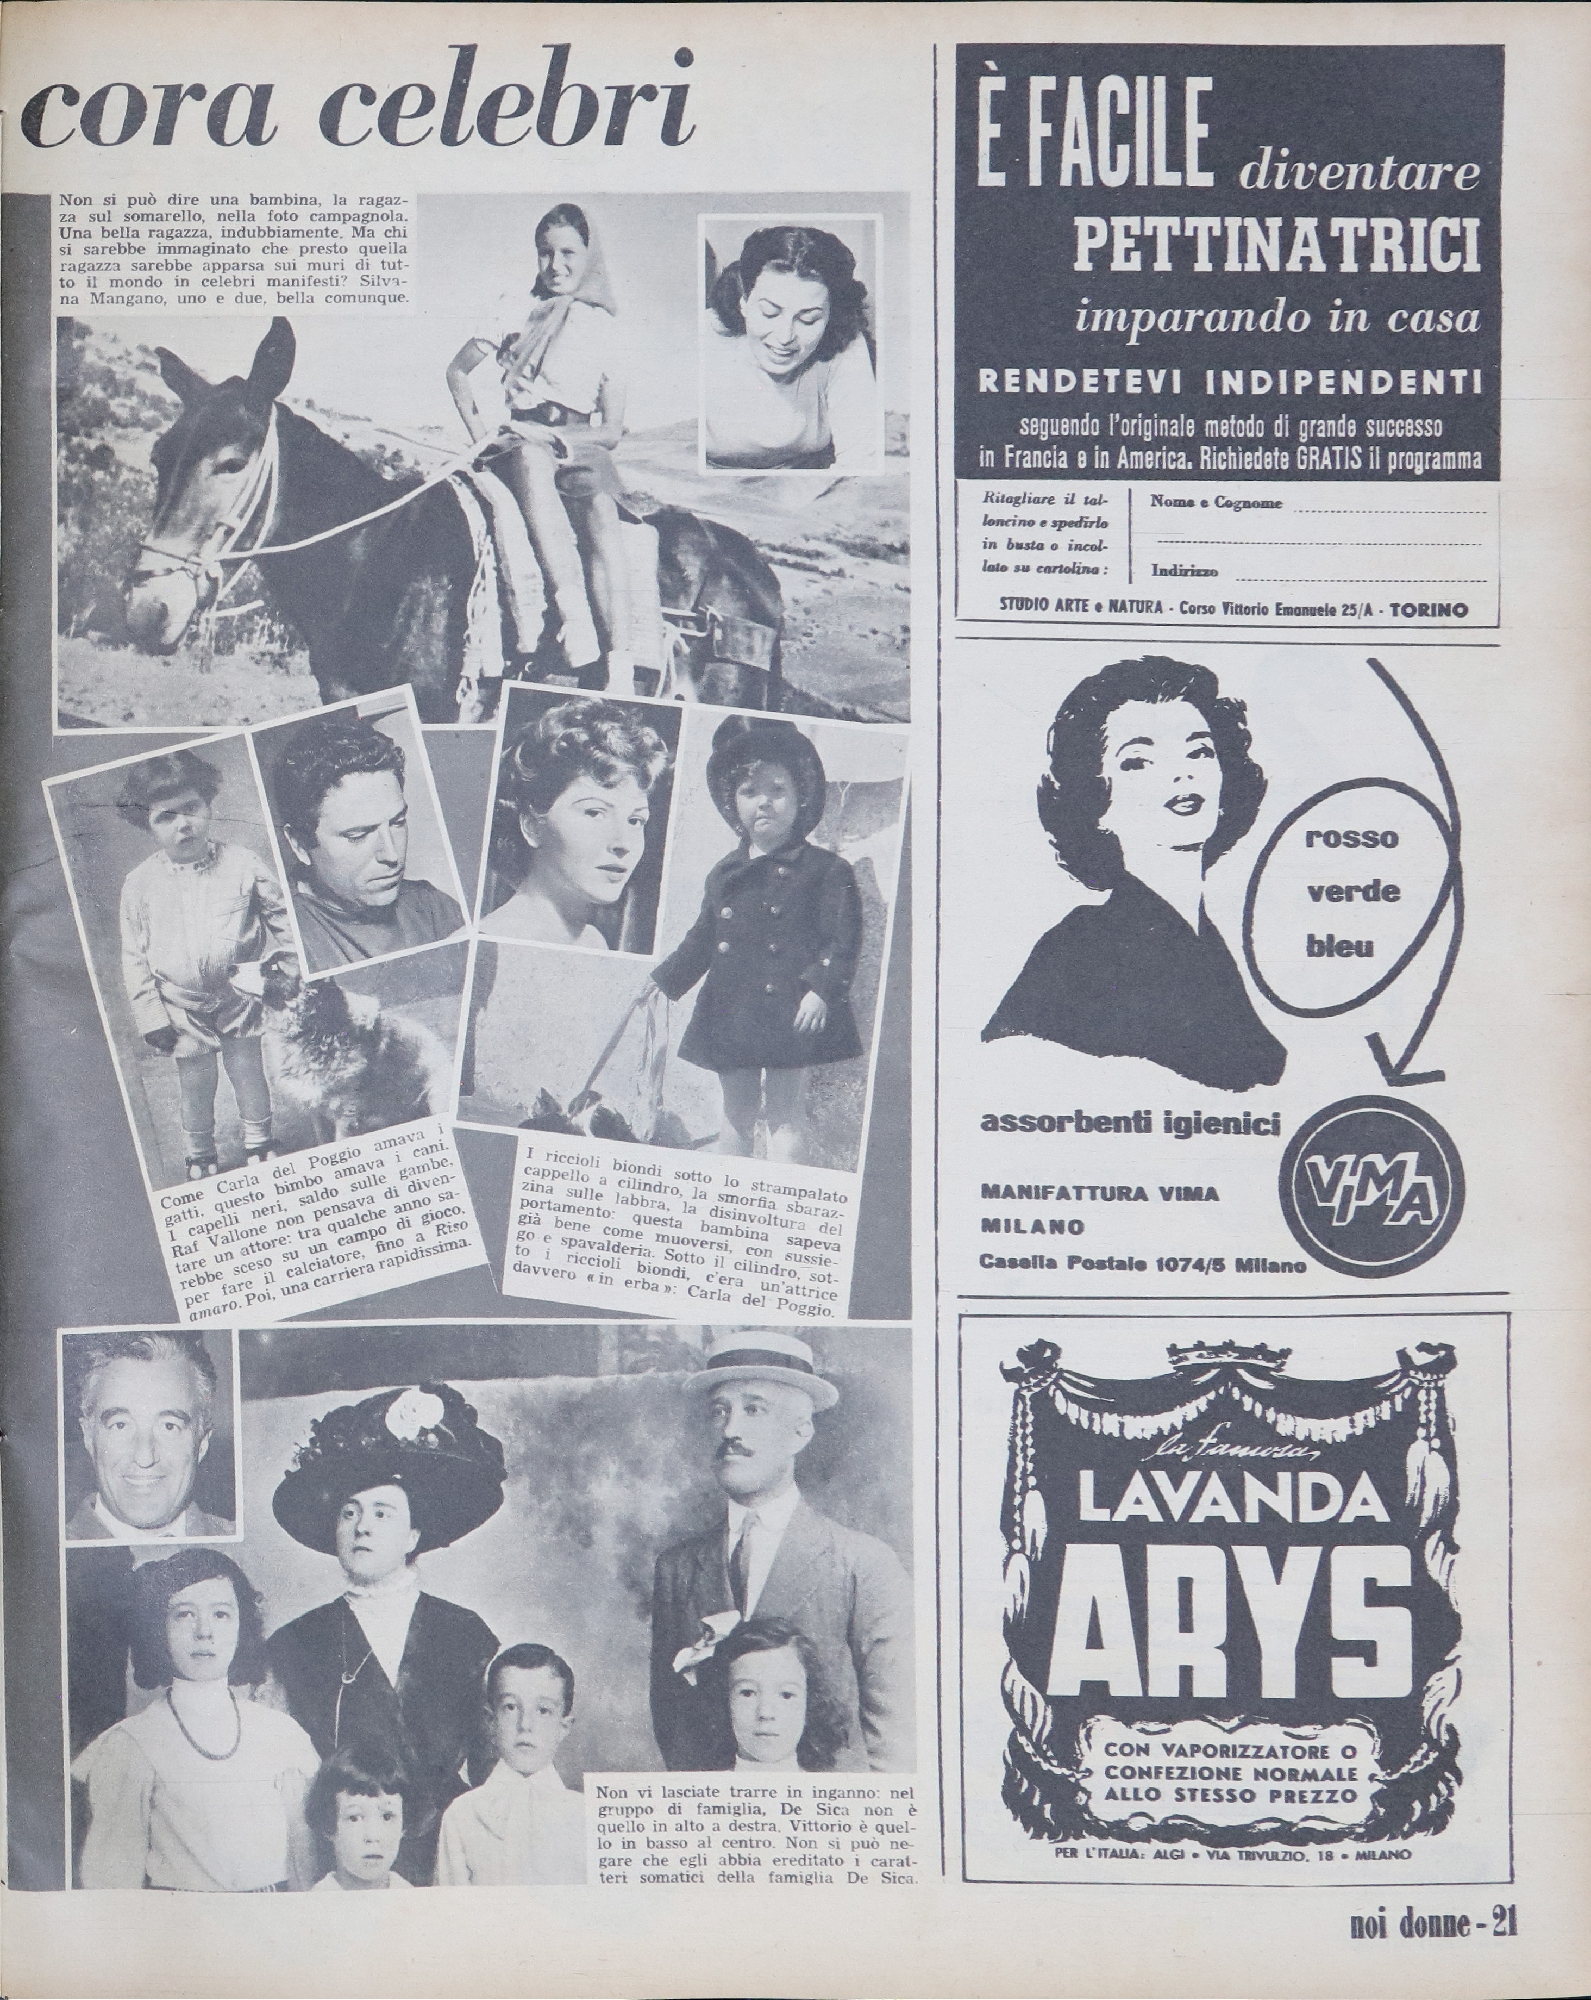 cora celebri
Non si può dire una bambina, la ragaz-
za sul somarello, nella foto campagnola.
Una bella ragazza, indubbiamente. Ma chi
si sarebbe immaginato che presto quella
ragazza sarebbe apparsa sui muri di tut-
to il mondo in celebri manifesti? Silva-
na Mangano, uno e due, bella comunque.
Come Carla del Poggio amava i
gatti, questo bimbo amava i cani.
I capelli neri, saldo sulle gambe,
Raf Vallone non pensava di diven-
tare un attore: tra qualche anno sa-
rebbe sceso su un campo di gioco,
per fare il calciatore, fino a Riso
amaro. Poi, una carriera rapidissima.
I riccioli biondi sotto lo strampalato
cappello a cilindro, la smorfia sbaraz-
zina sulle labbra, la disinvoltura del
portamento: questa bambina sapeva
già bene come muoversi, con sussie-
go e spavalderia. Sotto il cilindro, sot-
to i riccioli biondi, c'era un'attrice
davvero «in erba»: Carla del Poggio.
Non vi lasciate trarre in inganno: nel
gruppo di famiglia, De Sica non è
quello in alto a destra. Vittorio è quel-
lo in basso al centro. Non si può ne-
gare che egli abbia ereditato i carat-
teri somatici della famiglia De Sica.
È FACILE diventare
PETTINATRICI
imparando in casa
RENDETEVI INDIPENDENTI
seguendo l'originale metodo di grande successo
in Francia e in America. Richiedete GRATIS il programma
Ritagliare il tal-
loncino e spedirlo
in busta o incol-
lato su cartolina:
Nome e Cognome
Indirizzo
STUDIO ARTE e NATURA - Corso Vittorio Emanuele 25/A - TORINO
rosso
verde
bleu
assorbenti igienici
VIMA
MANIFATTURA VIMA
MILANO
Casella Postale 1074/5 Milano
la famosa
LAVANDA
ARYS
CON VAPORIZZATORE O
CONFEZIONE NORMALE
ALLO STESSO PREZZO
PER L'ITALIA: ALGI • VIA TRIVULZIO, 18 • MILANO
noi donne - 21